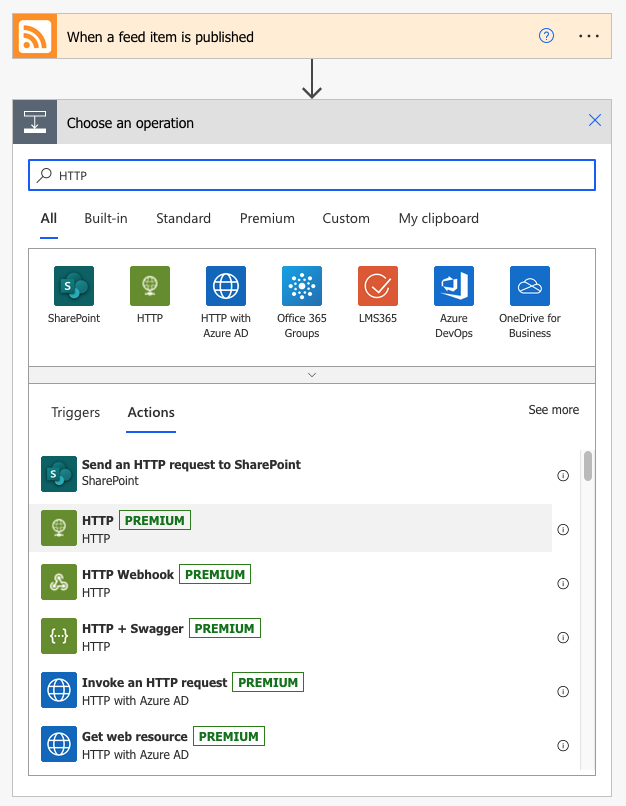 When a feed item is published
Choose an operation
HTTP
All Built-in Standard Premium Custom My clipboard
SharePoint HTTP HTTP with Azure AD Office 365 Groups LMS365 Azure DevOps OneDrive for Business
Triggers Actions See more
Send an HTTP request to SharePoint
SharePoint
HTTP PREMIUM
HTTP
HTTP Webhook PREMIUM
HTTP
HTTP + Swagger PREMIUM
HTTP
Invoke an HTTP request PREMIUM
HTTP with Azure AD
Get web resource PREMIUM
HTTP with Azure AD